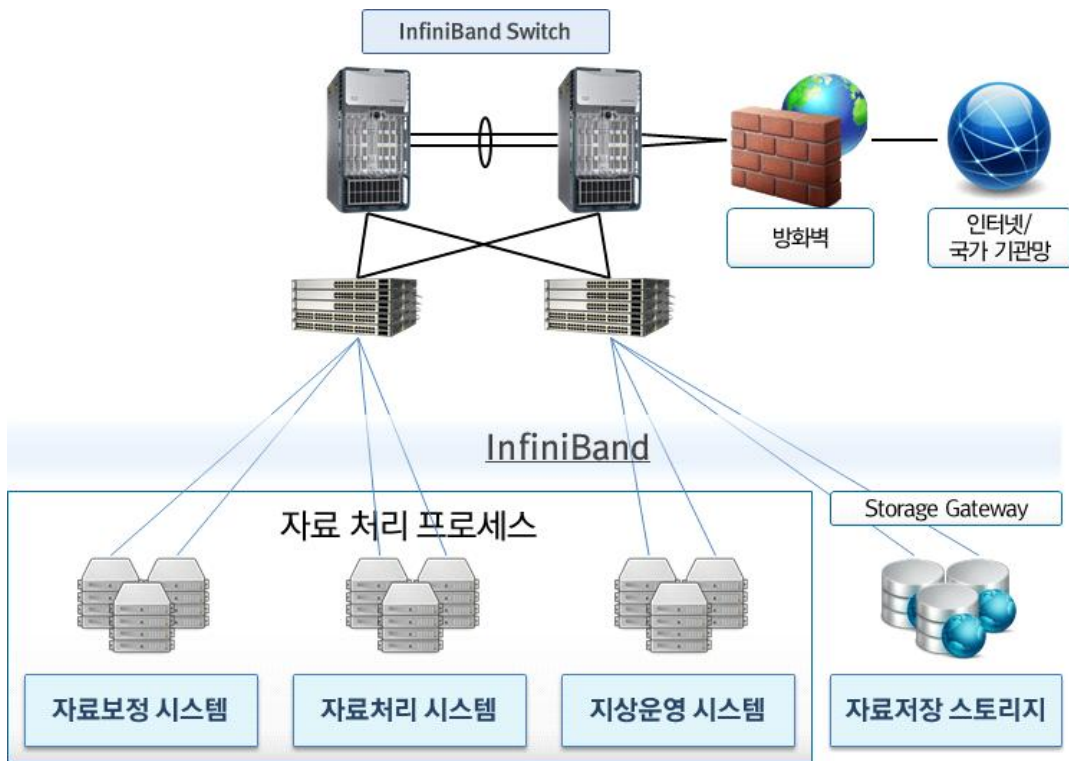 InfiniBand Switch
방화벽
인터넷/
국가 기관망
InfiniBand
자료 처리 프로세스
Storage Gateway
자료보정 시스템
자료처리 시스템
지상운영 시스템
자료저장 스토리지